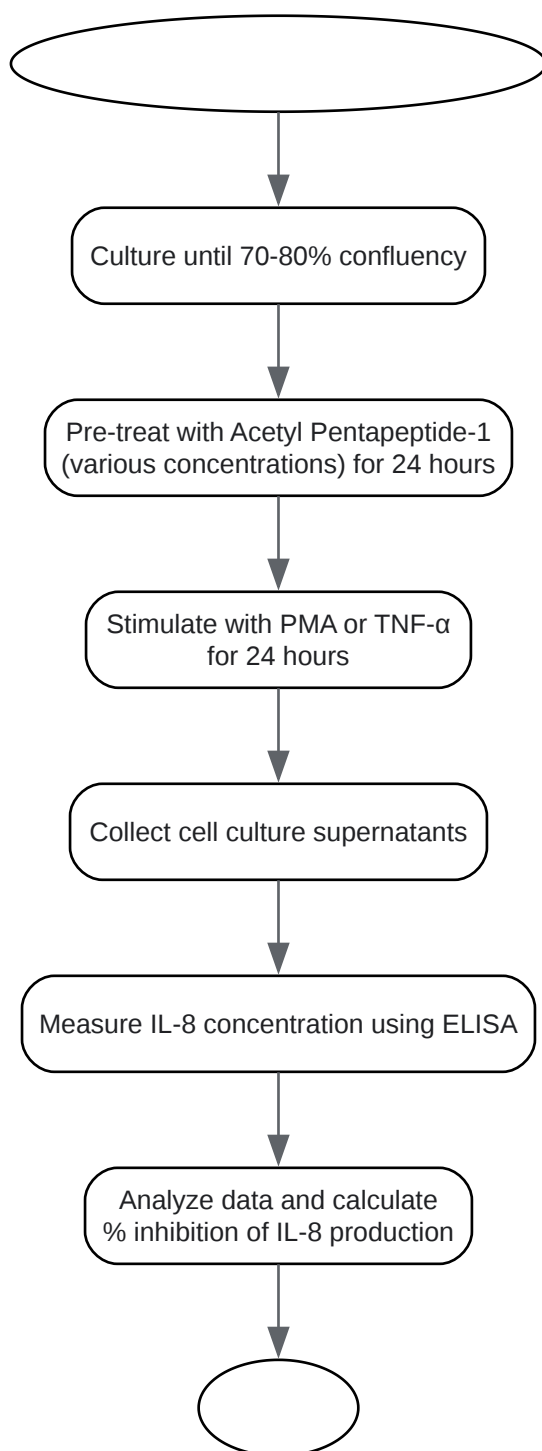 Culture until 70-80% confluency
Pre-treat with Acetyl Pentapeptide-1
(various concentrations) for 24 hours
Stimulate with PMA or TNF-α
for 24 hours
Collect cell culture supernatants
Measure IL-8 concentration using ELISA
Analyze data and calculate
% inhibition of IL-8 production